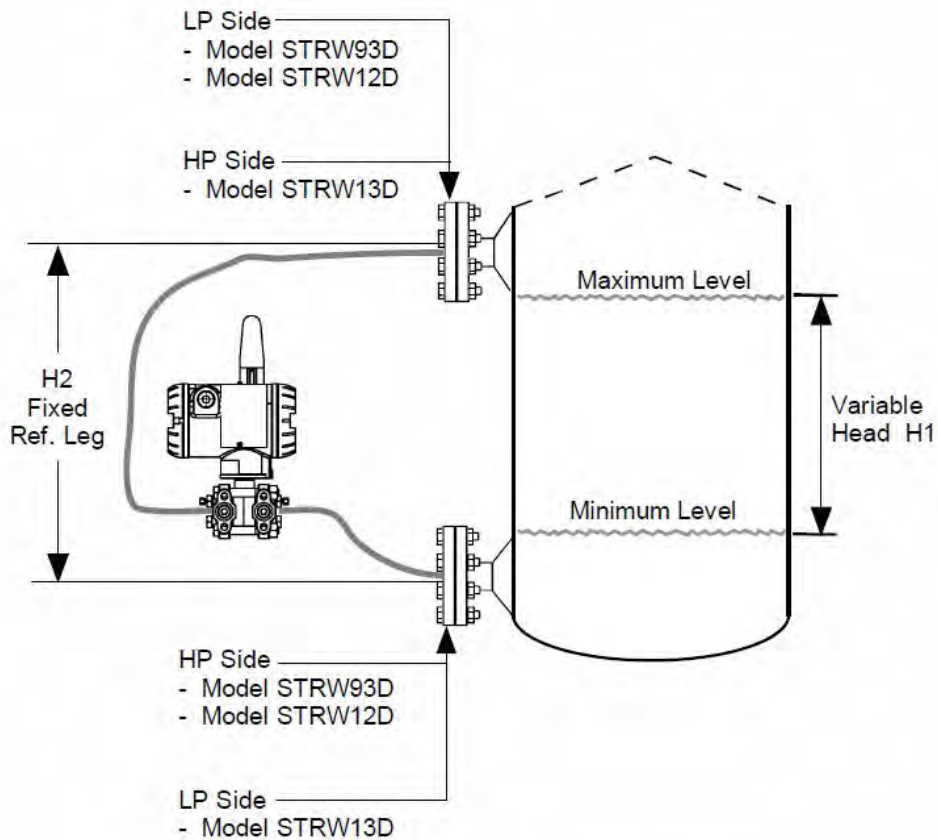 LP Side
- Model STRW93D
- Model STRW12D
HP Side
- Model STRW13D
Maximum Level
H2
Fixed
Ref. Leg
Variable
Head H1
Minimum Level
HP Side
- Model STRW93D
- Model STRW12D
LP Side
- Model STRW13D